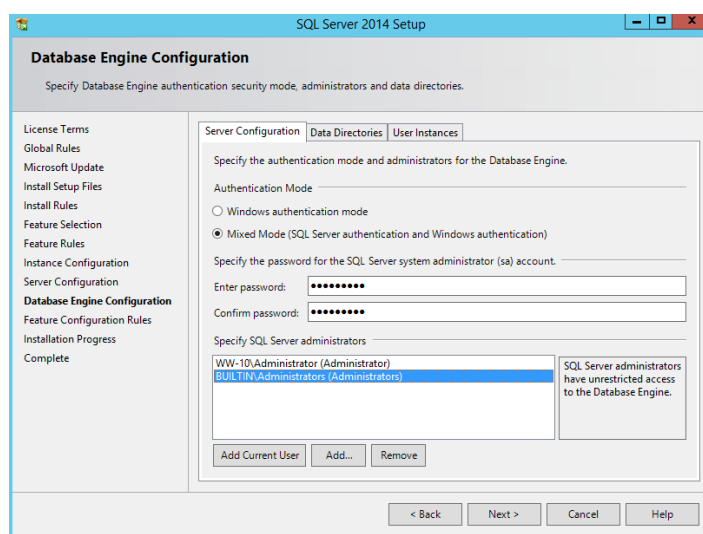 SQL Server 2014 Setup
Database Engine Configuration
Specify Database Engine authentication security mode, administrators and data directories.
License Terms
Global Rules
Microsoft Update
Install Setup Files
Install Rules
Feature Selection
Feature Rules
Instance Configuration
Server Configuration
Database Engine Configuration
Feature Configuration Rules
Installation Progress
Complete
Server Configuration Data Directories User Instances
Specify the authentication mode and administrators for the Database Engine.
Authentication Mode
Windows authentication mode
Mixed Mode (SQL Server authentication and Windows authentication)
Specify the password for the SQL Server system administrator (sa) account.
Enter password: ●●●●●●●●●
Confirm password: ●●●●●●●●●
Specify SQL Server administrators
WW-10\Administrator (Administrator)
BUILTIN\Administrators (Administrators)
SQL Server administrators
have unrestricted access
to the Database Engine.
Add Current User Add... Remove
< Back Next > Cancel Help